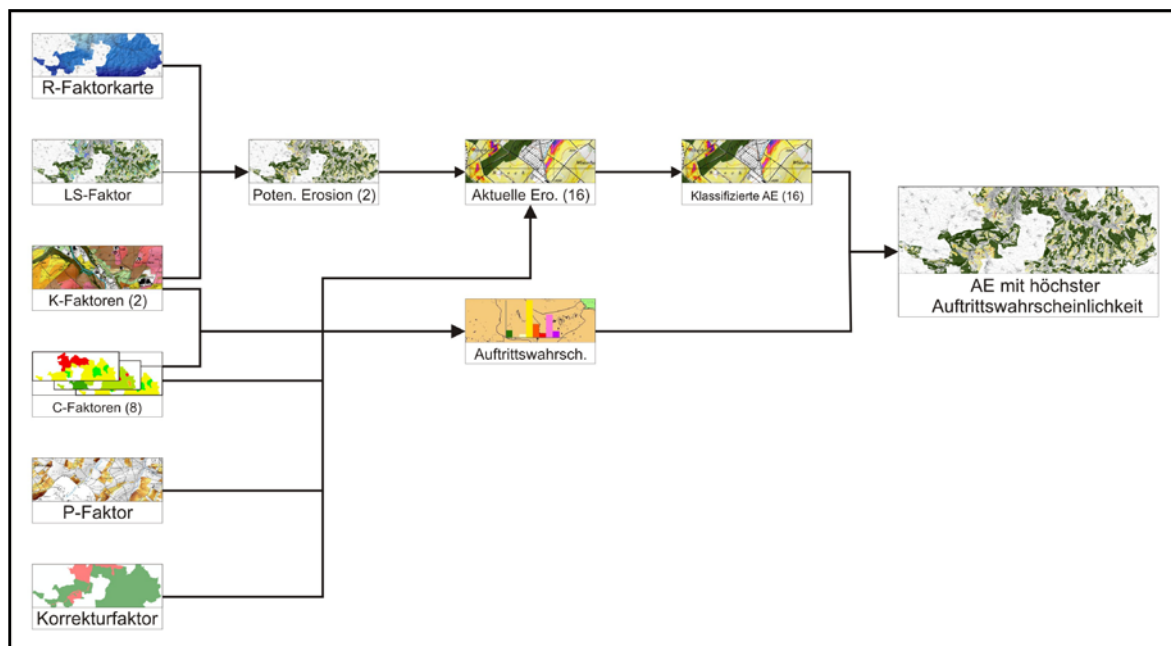 R-Faktorkarte
LS-Faktor
Poten. Erosion (2)
Aktuelle Ero. (16)
Klassifizierte AE (16)
K-Faktoren (2)
AE mit höchster
Auftrittswahrscheinlichkeit
Auftrittswahrsch.
C-Faktoren (8)
P-Faktor
Korrekturfaktor